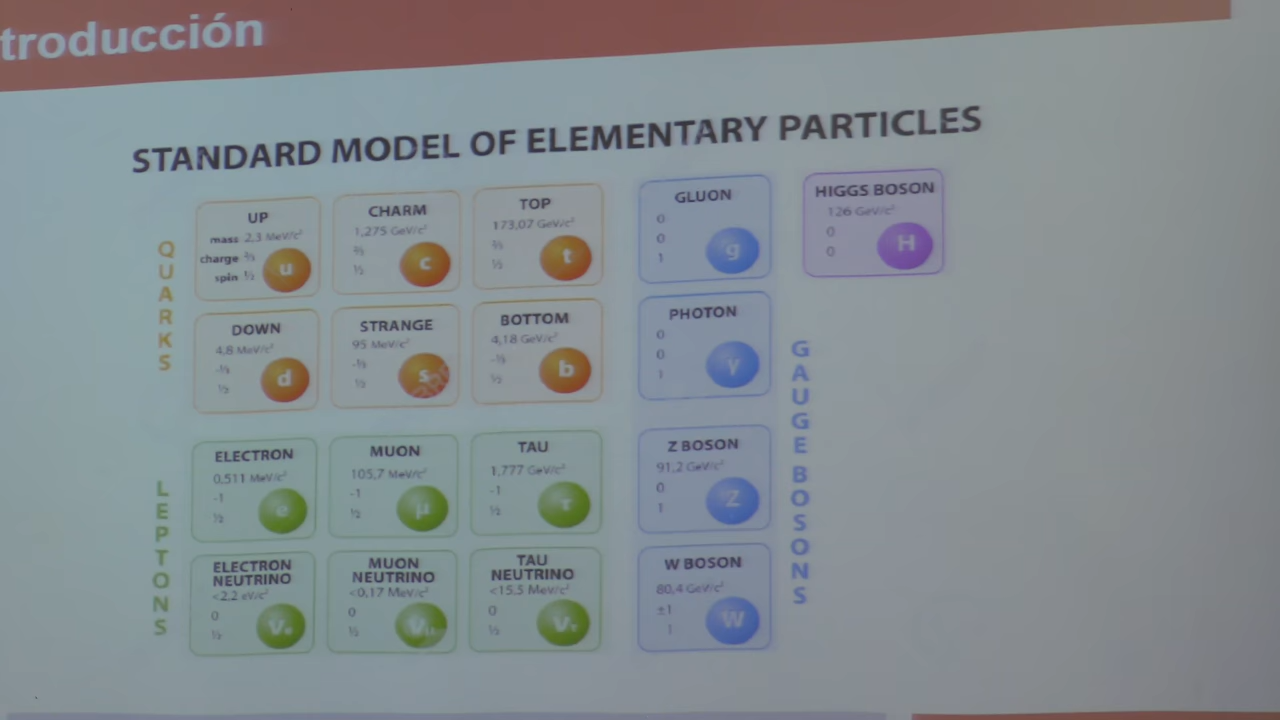 troducción
STANDARD MODEL OF ELEMENTARY PARTICLES
QUARKS
UP
mass 2,3 MeV/c²
charge ⅔
spin ½
u
CHARM
1,275 GeV/c²
⅔
½
c
TOP
173,07 GeV/c²
⅔
½
t
GLUON
0
0
1
g
HIGGS BOSON
126 GeV/c²
0
0
H
DOWN
4,8 MeV/c²
-⅓
½
d
STRANGE
95 MeV/c²
-⅓
½
s
BOTTOM
4,18 GeV/c²
-⅓
½
b
PHOTON
0
0
1
γ
GAUGE BOSONS
LEPTONS
ELECTRON
0,511 MeV/c²
-1
½
e
MUON
105,7 MeV/c²
-1
½
μ
TAU
1,777 GeV/c²
-1
½
τ
Z BOSON
91,2 GeV/c²
0
1
Z
ELECTRON
NEUTRINO
<2,2 eV/c²
0
½
νe
MUON
NEUTRINO
<0,17 MeV/c²
0
½
νμ
TAU
NEUTRINO
<15,5 MeV/c²
0
½
ντ
W BOSON
80,4 GeV/c²
±1
1
W